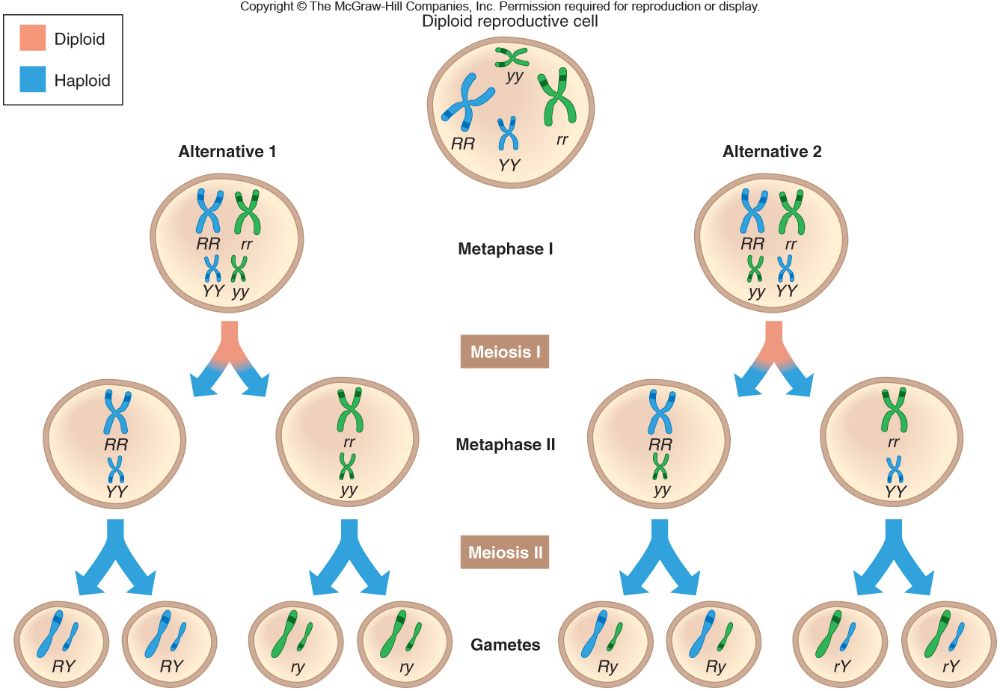 Copyright © The McGraw-Hill Companies, Inc. Permission required for reproduction or display.
Diploid reproductive cell
Diploid
Haploid
yy
RR
rr
YY
Alternative 1
Alternative 2
RR rr
YY yy
Metaphase I
RR rr
yy YY
Meiosis I
RR
YY
rr
yy
Metaphase II
RR
yy
rr
YY
Meiosis II
RY
RY
ry
ry
Gametes
Ry
Ry
rY
rY